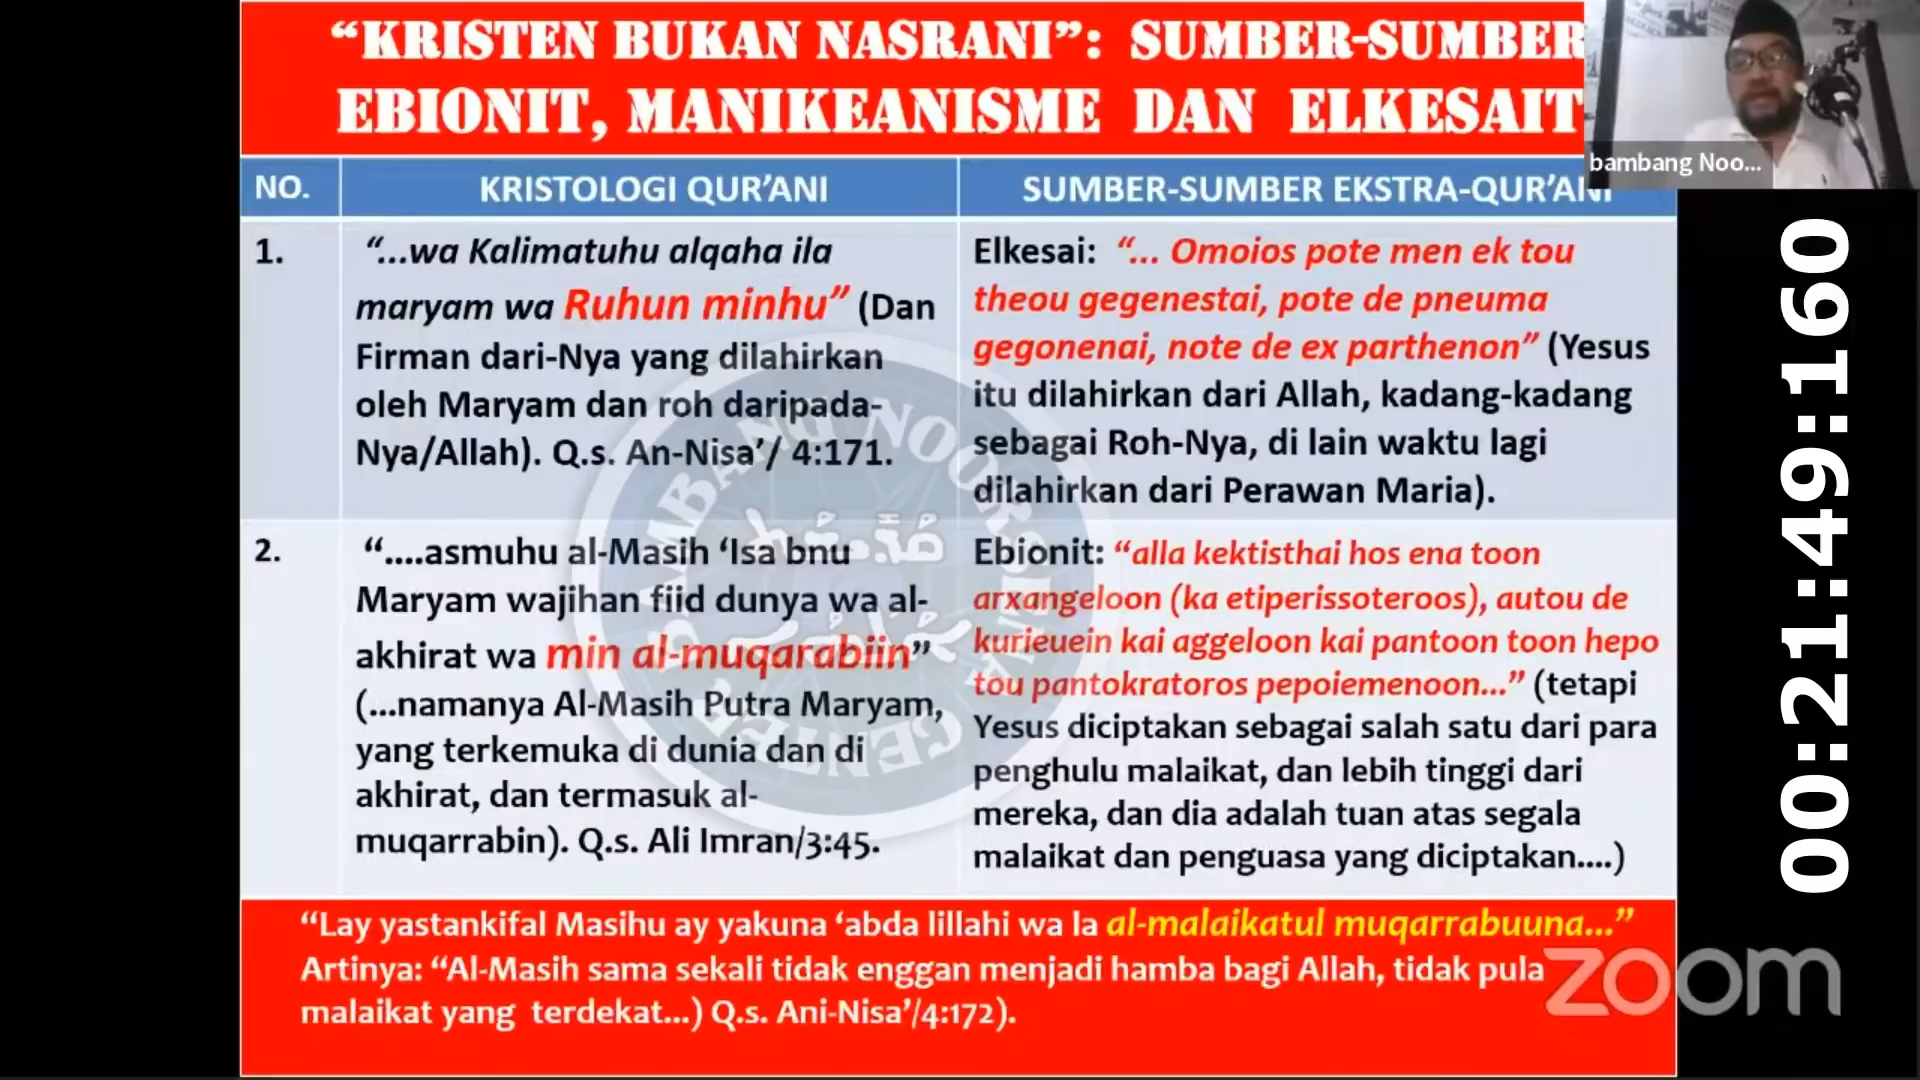 “KRISTEN BUKAN NASRANI”: SUMBER-SUMBER
EBIONIT, MANIKEANISME DAN ELKESAIT
bambang Noo...
NO.
KRISTOLOGI QUR’ANI
SUMBER-SUMBER EKSTRA-QUR’ANI
1.
“...wa Kalimatuhu alqaha ila
maryam wa Ruhun minhu” (Dan
Firman dari-Nya yang dilahirkan
oleh Maryam dan roh daripada-
Nya/Allah). Q.s. An-Nisa’/ 4:171.
Elkesai: “... Omoios pote men ek tou
theou gegenestai, pote de pneuma
gegonenai, note de ex parthenon” (Yesus
itu dilahirkan dari Allah, kadang-kadang
sebagai Roh-Nya, di lain waktu lagi
dilahirkan dari Perawan Maria).
2.
“....asmuhu al-Masih ‘Isa bnu
Maryam wajihan fiid dunya wa al-
akhirat wa min al-muqarabiin”
(...namanya Al-Masih Putra Maryam,
yang terkemuka di dunia dan di
akhirat, dan termasuk al-
muqarrabin). Q.s. Ali Imran/3:45.
Ebionit: “alla kektisthai hos ena toon
arxangeloon (ka etiperissoteroos), autou de
kurieuein kai aggeloon kai pantoon toon hepo
tou pantokratoros pepoiemenoon...” (tetapi
Yesus diciptakan sebagai salah satu dari para
penghulu malaikat, dan lebih tinggi dari
mereka, dan dia adalah tuan atas segala
malaikat dan penguasa yang diciptakan....)
“Lay yastankifal Masihu ay yakuna ‘abda lillahi wa la al-malaikatul muqarrabuuna...”
Artinya: “Al-Masih sama sekali tidak enggan menjadi hamba bagi Allah, tidak pula
malaikat yang terdekat...) Q.s. Ani-Nisa’/4:172).
BAMBANG NOORSENA CENTER
00:21:49:160
zoom